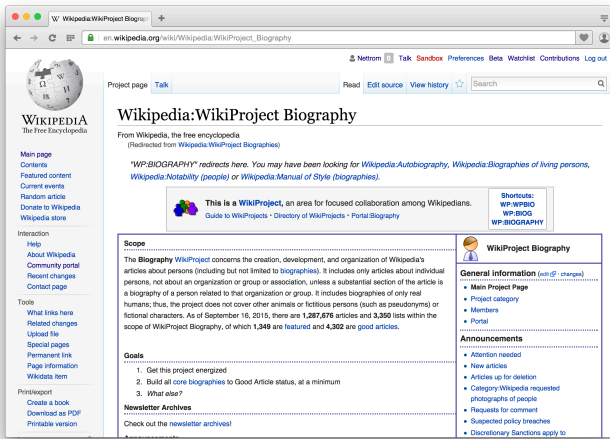 Wikipedia:WikiProject Biograp
en.wikipedia.org/wiki/Wikipedia:WikiProject_Biography
Nettrom 0 Talk Sandbox Preferences Beta Watchlist Contributions Log out
Project page Talk Read Edit source View history Search
WIKIPEDIA
The Free Encyclopedia
Main page
Contents
Featured content
Current events
Random article
Donate to Wikipedia
Wikipedia store
Interaction
Help
About Wikipedia
Community portal
Recent changes
Contact page
Tools
What links here
Related changes
Upload file
Special pages
Permanent link
Page information
Wikidata item
Print/export
Create a book
Download as PDF
Printable version
Wikipedia:WikiProject Biography
From Wikipedia, the free encyclopedia
(Redirected from Wikipedia:WikiProject Biographies)
"WP:BIOGRAPHY" redirects here. You may have been looking for Wikipedia:Autobiography, Wikipedia:Biographies of living persons,
Wikipedia:Notability (people) or Wikipedia:Manual of Style (biographies).
This is a WikiProject, an area for focused collaboration among Wikipedians.
Guide to WikiProjects • Directory of WikiProjects • Portal:Biography
Shortcuts:
WP:WPBIO
WP:BIOG
WP:BIOGRAPHY
Scope
The Biography WikiProject concerns the creation, development, and organization of Wikipedia's
articles about persons (including but not limited to biographies). It includes only articles about individual
persons, not about an organization or group or association, unless a substantial section of the article is
a biography of a person related to that organization or group. It includes biographies of only real
humans; thus, the project does not cover other animals or fictitious persons (such as pseudonyms) or
fictional characters. As of September 16, 2015, there are 1,287,676 articles and 3,350 lists within the
scope of WikiProject Biography, of which 1,349 are featured and 4,302 are good articles.
Goals
1. Get this project energized
2. Build all core biographies to Good Article status, at a minimum
3. What else?
Newsletter Archives
Check out the newsletter archives!
Announcements
WikiProject Biography
General information (edit · changes)
Main Project Page
Project category
Members
Portal
Announcements
Attention needed
New articles
Articles up for deletion
Category:Wikipedia requested
photographs of people
Requests for comment
Suspected policy breaches
Discretionary Sanctions apply to